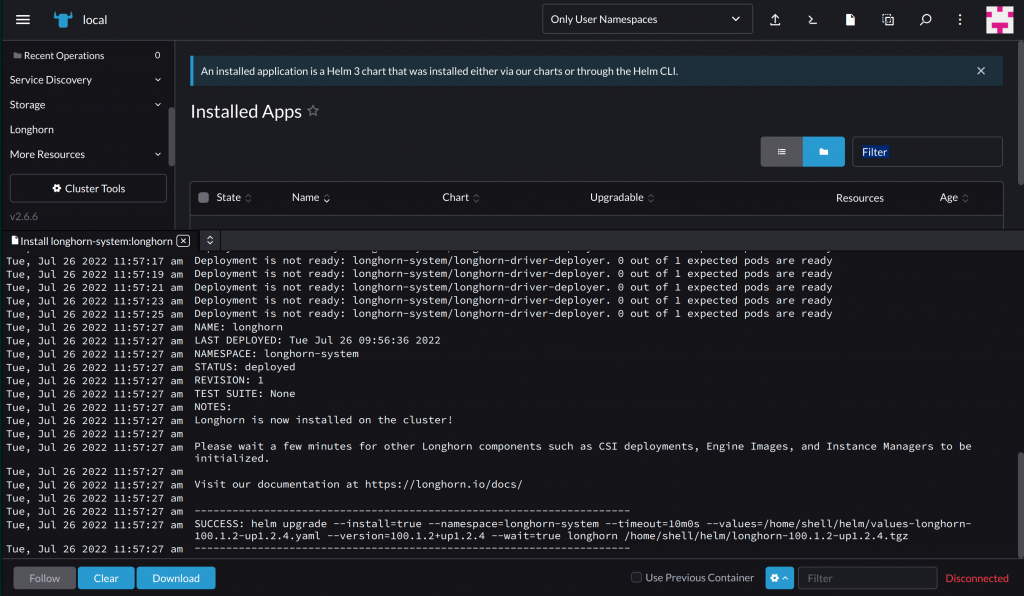 local
Only User Namespaces
Recent Operations 0
Service Discovery
Storage
Longhorn
More Resources
Cluster Tools
v2.6.6
An installed application is a Helm 3 chart that was installed either via our charts or through the Helm CLI.
Installed Apps
Filter
State Name Chart Upgradable Resources Age
Install longhorn-system:longhorn
Tue, Jul 26 2022 11:57:17 am Deployment is not ready: longhorn-system/longhorn-driver-deployer. 0 out of 1 expected pods are ready
Tue, Jul 26 2022 11:57:19 am Deployment is not ready: longhorn-system/longhorn-driver-deployer. 0 out of 1 expected pods are ready
Tue, Jul 26 2022 11:57:21 am Deployment is not ready: longhorn-system/longhorn-driver-deployer. 0 out of 1 expected pods are ready
Tue, Jul 26 2022 11:57:23 am Deployment is not ready: longhorn-system/longhorn-driver-deployer. 0 out of 1 expected pods are ready
Tue, Jul 26 2022 11:57:25 am Deployment is not ready: longhorn-system/longhorn-driver-deployer. 0 out of 1 expected pods are ready
Tue, Jul 26 2022 11:57:27 am NAME: longhorn
Tue, Jul 26 2022 11:57:27 am LAST DEPLOYED: Tue Jul 26 09:56:36 2022
Tue, Jul 26 2022 11:57:27 am NAMESPACE: longhorn-system
Tue, Jul 26 2022 11:57:27 am STATUS: deployed
Tue, Jul 26 2022 11:57:27 am REVISION: 1
Tue, Jul 26 2022 11:57:27 am TEST SUITE: None
Tue, Jul 26 2022 11:57:27 am NOTES:
Tue, Jul 26 2022 11:57:27 am Longhorn is now installed on the cluster!
Tue, Jul 26 2022 11:57:27 am
Tue, Jul 26 2022 11:57:27 am Please wait a few minutes for other Longhorn components such as CSI deployments, Engine Images, and Instance Managers to be
initialized.
Tue, Jul 26 2022 11:57:27 am
Tue, Jul 26 2022 11:57:27 am Visit our documentation at https://longhorn.io/docs/
Tue, Jul 26 2022 11:57:27 am
Tue, Jul 26 2022 11:57:27 am ---------------------------------------------------------------------
Tue, Jul 26 2022 11:57:27 am SUCCESS: helm upgrade --install=true --namespace=longhorn-system --timeout=10m0s --values=/home/shell/helm/values-longhorn-
100.1.2-up1.2.4.yaml --version=100.1.2+up1.2.4 --wait=true longhorn /home/shell/helm/longhorn-100.1.2-up1.2.4.tgz
Tue, Jul 26 2022 11:57:27 am ---------------------------------------------------------------------
Follow Clear Download Use Previous Container Filter Disconnected